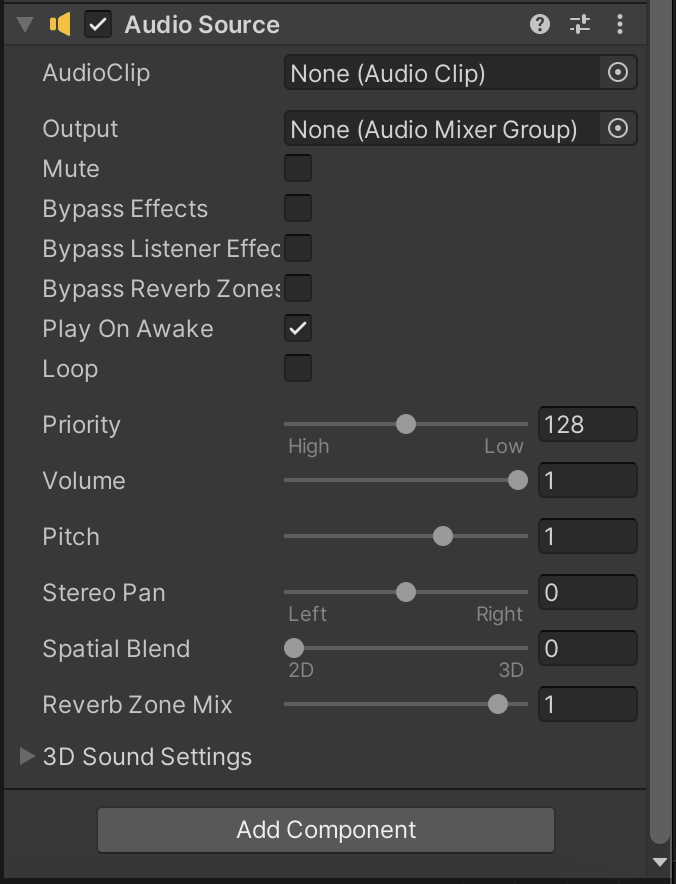 Audio Source
AudioClip None (Audio Clip)
Output None (Audio Mixer Group)
Mute
Bypass Effects
Bypass Listener Effec
Bypass Reverb Zones
Play On Awake
Loop
Priority 128
High Low
Volume 1
Pitch 1
Stereo Pan 0
Left Right
Spatial Blend 0
2D 3D
Reverb Zone Mix 1
3D Sound Settings
Add Component